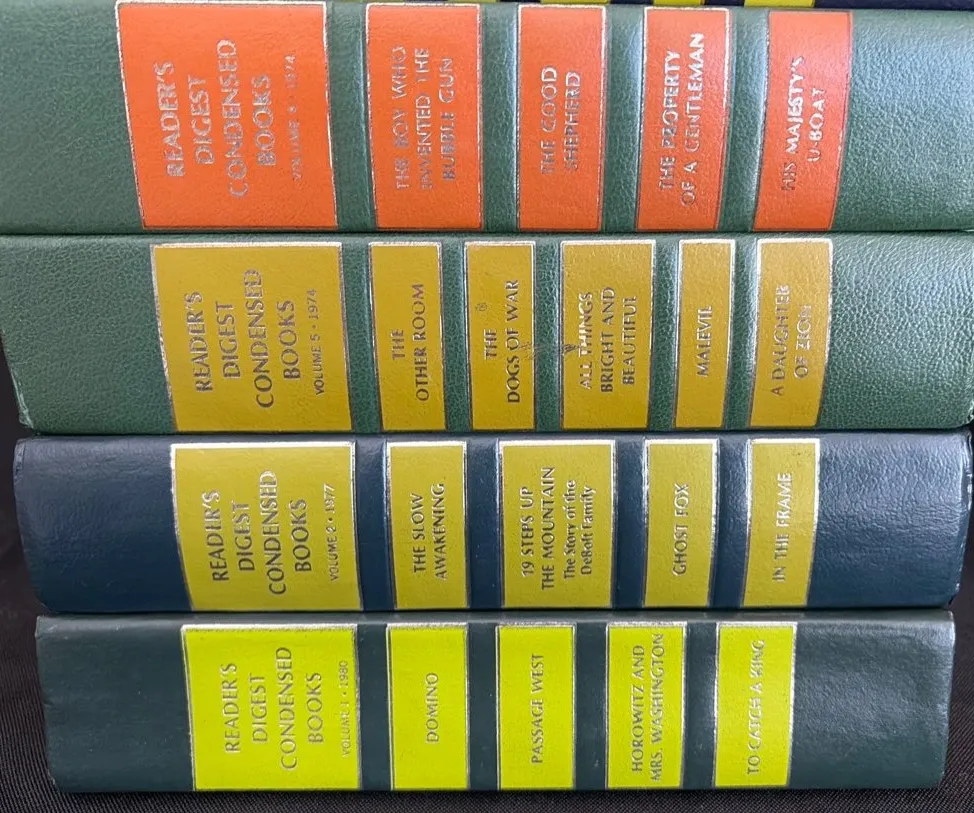 READER'S
DIGEST
CONDENSED
BOOKS
1974
THE BOY WHO
INVENTED THE
BUBBLE GUN
THE GOOD
SHEPHERD
THE PROPERTY
OF A GENTLEMAN
HIS MAJESTY'S
U-BOAT
READER'S
DIGEST
CONDENSED
BOOKS
VOLUME 5 • 1974
THE
OTHER ROOM
THE
DOGS OF WAR
ALL THINGS
BRIGHT AND
BEAUTIFUL
MALEVIL
A DAUGHTER
OF ZION
READER'S
DIGEST
CONDENSED
BOOKS
VOLUME 2 • 1977
THE SLOW
AWAKENING
19 STEPS UP
THE MOUNTAIN
The Story of the
DeBolt Family
GHOST FOX
IN THE FRAME
READER'S
DIGEST
CONDENSED
BOOKS
VOLUME 1 • 1980
DOMINO
PASSAGE WEST
HOROWITZ AND
MRS. WASHINGTON
TO CATCH A KING